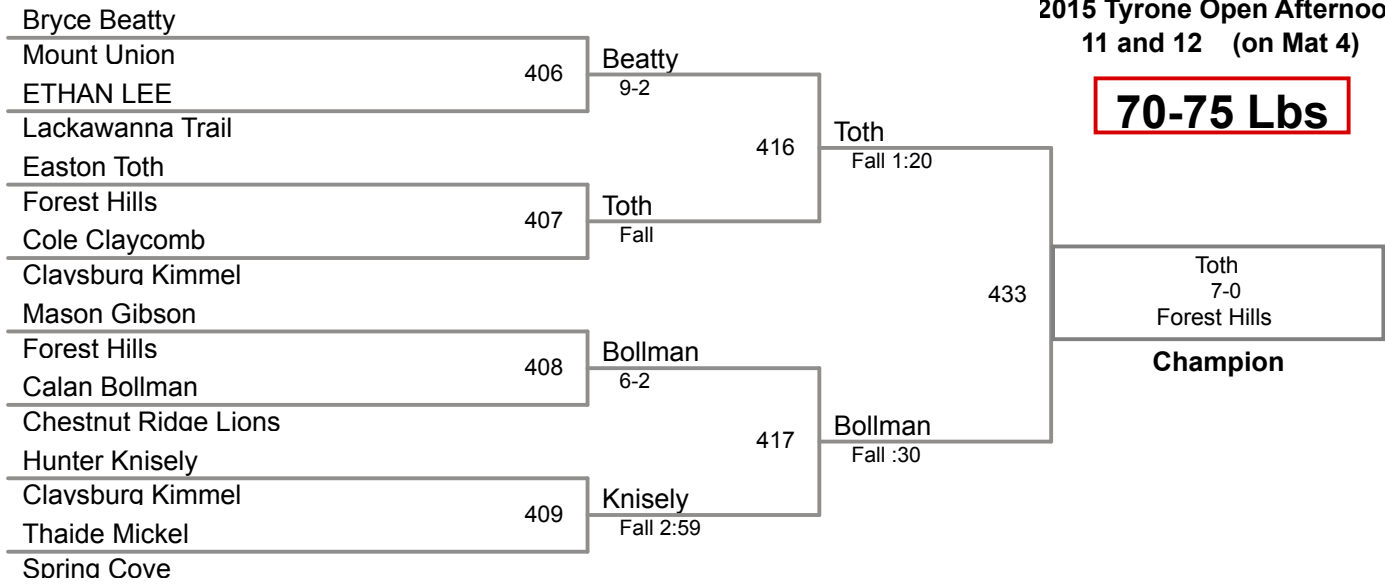 2015 Tyrone Open Afternoo
11 and 12 (on Mat 4)
70-75 Lbs
Bryce Beatty
Mount Union
406
ETHAN LEE
Lackawanna Trail
Beatty
9-2
Easton Toth
Forest Hills
407
Cole Claycomb
Claysburg Kimmel
Toth
Fall
416
Toth
Fall 1:20
Mason Gibson
Forest Hills
408
Calan Bollman
Chestnut Ridge Lions
Bollman
6-2
Hunter Knisely
Claysburg Kimmel
409
Thaide Mickel
Spring Cove
Knisely
Fall 2:59
417
Bollman
Fall :30
433
Toth
7-0
Forest Hills
Champion